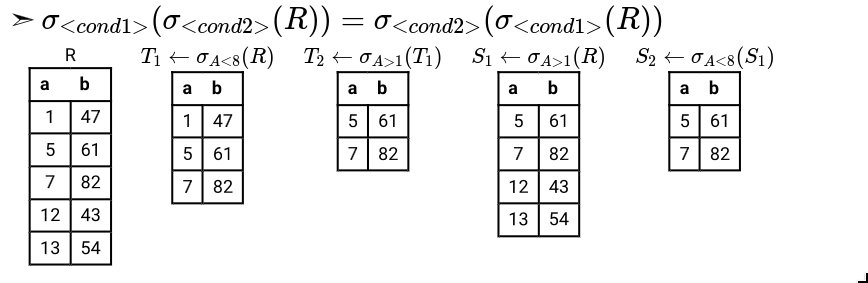 ➣ σ<cond1>(σ<cond2>(R)) = σ<cond2>(σ<cond1>(R))
R T₁ ← σA<8(R) T₂ ← σA>1(T₁) S₁ ← σA>1(R) S₂ ← σA<8(S₁)
a b a b a b a b a b
1 47 1 47 5 61 5 61 5 61
5 61 5 61 7 82 7 82 7 82
7 82 7 82 12 43
12 43 13 54
13 54